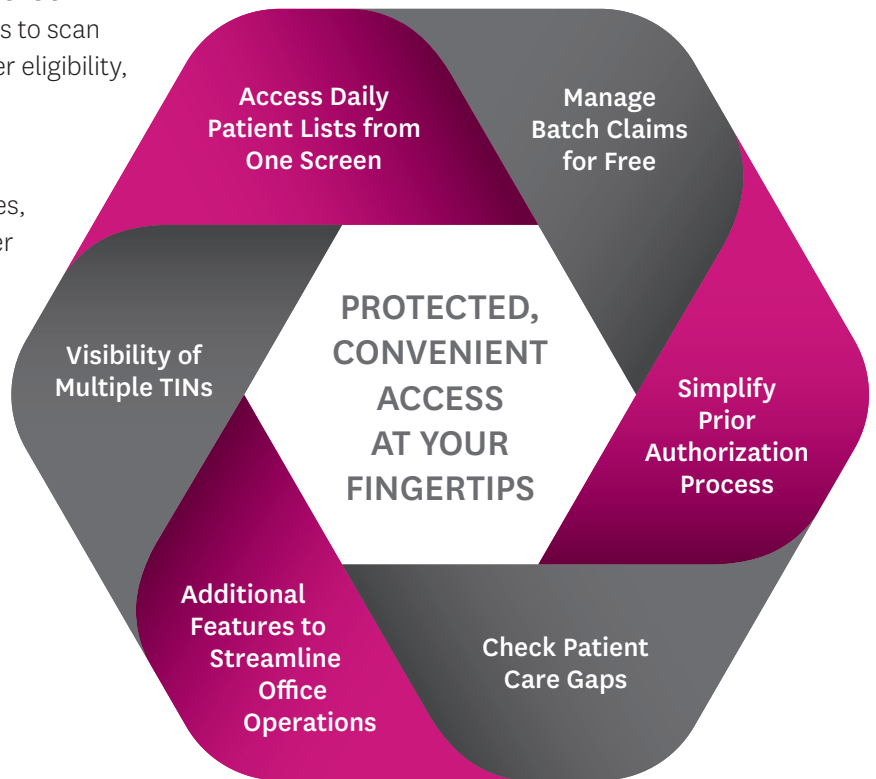 s to scan
er eligibility,
es,
er
Access Daily
Patient Lists from
One Screen
Manage
Batch Claims
for Free
Simplify
Prior
Authorization
Process
Check Patient
Care Gaps
Additional
Features to
Streamline
Office
Operations
Visibility of
Multiple TINs
PROTECTED,
CONVENIENT
ACCESS
AT YOUR
FINGERTIPS